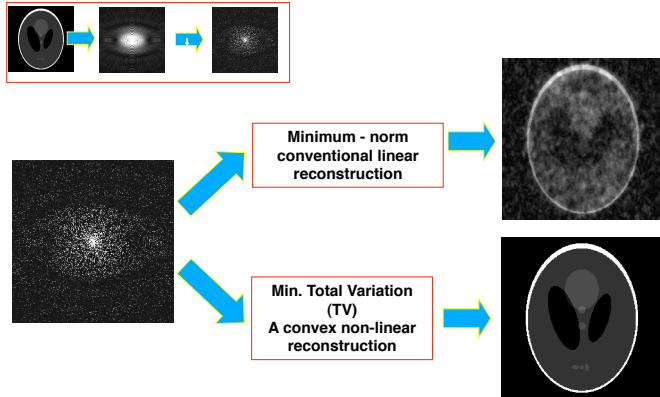 Minimum - norm
conventional linear
reconstruction
Min. Total Variation
(TV)
A convex non-linear
reconstruction